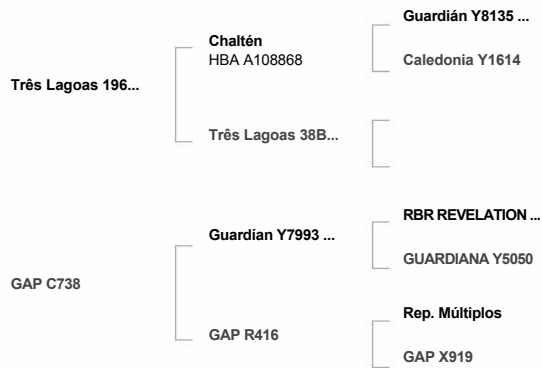 Guardián Y8135 ...
Chaltén
HBA A108868
Caledonia Y1614
Três Lagoas 196...
Três Lagoas 38B...
RBR REVELATION ...
Guardían Y7993 ...
GUARDIANA Y5050
GAP C738
Rep. Múltiplos
GAP R416
GAP X919